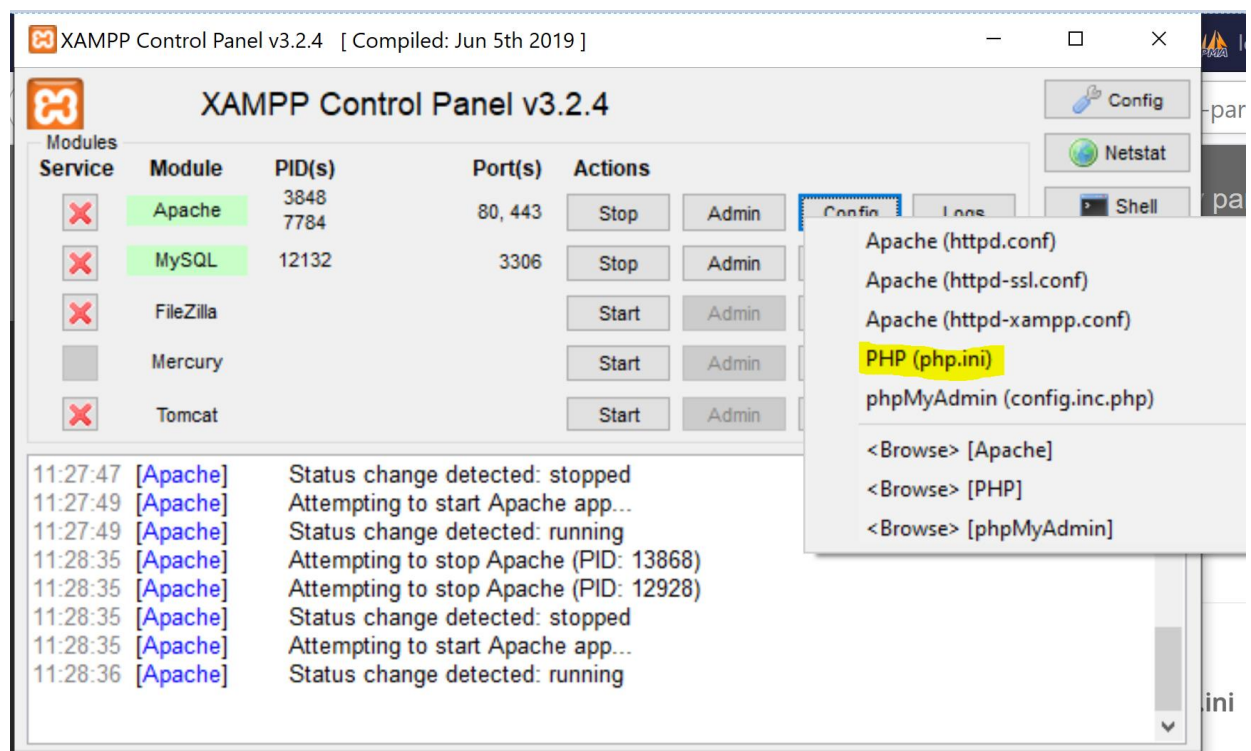 XAMPP Control Panel v3.2.4 [ Compiled: Jun 5th 2019 ]
XAMPP Control Panel v3.2.4
Config
Modules
Service Module PID(s) Port(s) Actions
Netstat
Apache 3848 7784 80, 443 Stop Admin Config Logs
Shell
MySQL 12132 3306 Stop Admin
FileZilla Start Admin
Mercury Start Admin
Tomcat Start Admin
Apache (httpd.conf)
Apache (httpd-ssl.conf)
Apache (httpd-xampp.conf)
PHP (php.ini)
phpMyAdmin (config.inc.php)
<Browse> [Apache]
<Browse> [PHP]
<Browse> [phpMyAdmin]
11:27:47 [Apache] Status change detected: stopped
11:27:49 [Apache] Attempting to start Apache app...
11:27:49 [Apache] Status change detected: running
11:28:35 [Apache] Attempting to stop Apache (PID: 13868)
11:28:35 [Apache] Attempting to stop Apache (PID: 12928)
11:28:35 [Apache] Status change detected: stopped
11:28:35 [Apache] Attempting to start Apache app...
11:28:36 [Apache] Status change detected: running
PMA
-par
pa
.ini